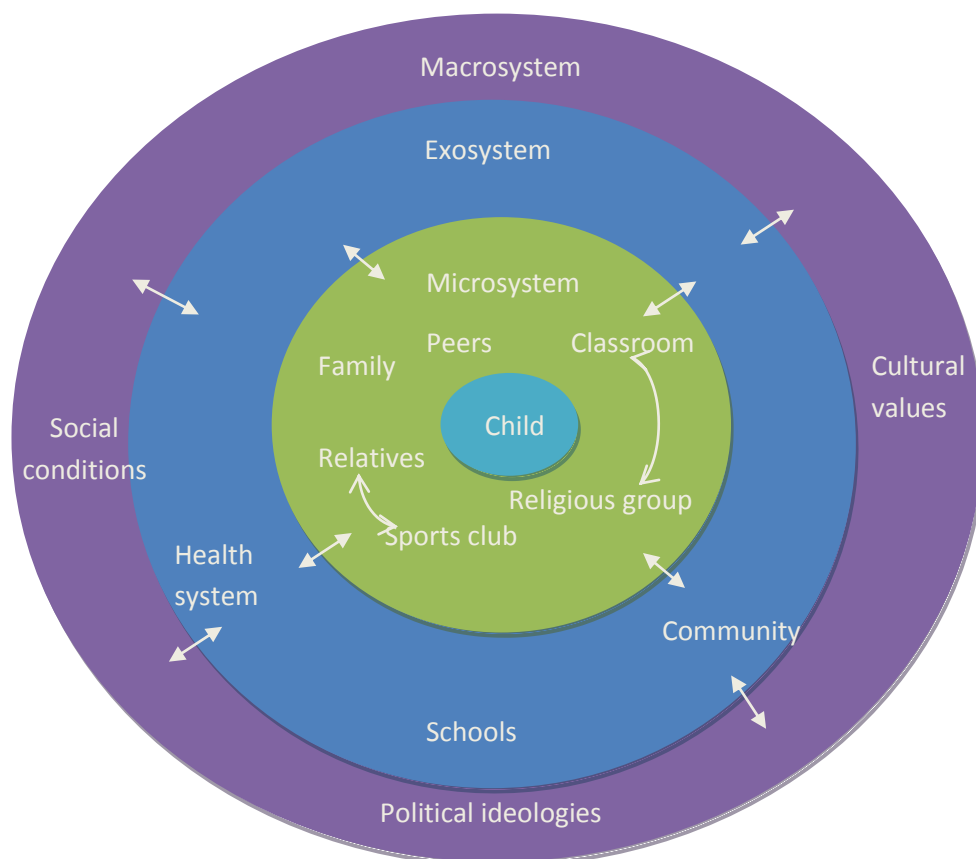 Macrosystem
Exosystem
Microsystem
Peers
Classroom
Family
Cultural
values
Child
Social
conditions
Relatives
Religious group
Sports club
Health
system
Community
Schools
Political ideologies